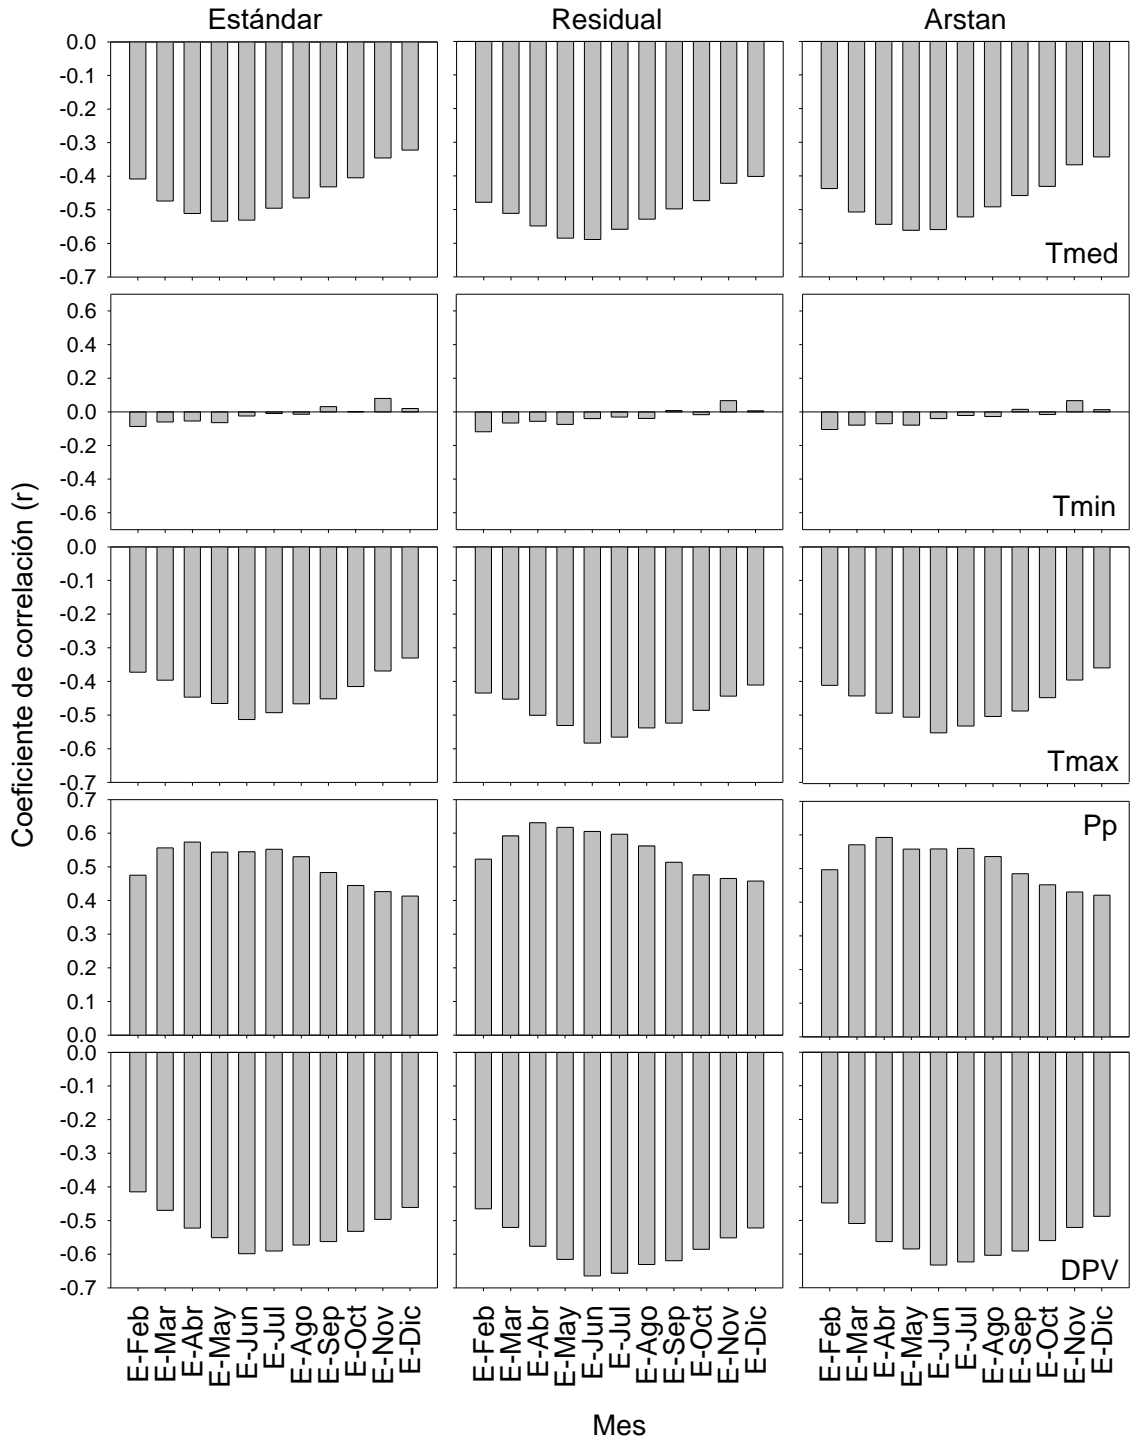 Estándar Residual Arstan
Coeficiente de correlación (r)
0.0
-0.1
-0.2
-0.3
-0.4
-0.5
-0.6
-0.7
Tmed
0.6
0.4
0.2
0.0
-0.2
-0.4
-0.6
Tmin
0.0
-0.1
-0.2
-0.3
-0.4
-0.5
-0.6
-0.7
Tmax
0.7
0.6
0.5
0.4
0.3
0.2
0.1
0.0
Pp
0.0
-0.1
-0.2
-0.3
-0.4
-0.5
-0.6
-0.7
DPV
E-Feb
E-Mar
E-Abr
E-May
E-Jun
E-Jul
E-Ago
E-Sep
E-Oct
E-Nov
E-Dic
E-Feb
E-Mar
E-Abr
E-May
E-Jun
E-Jul
E-Ago
E-Sep
E-Oct
E-Nov
E-Dic
E-Feb
E-Mar
E-Abr
E-May
E-Jun
E-Jul
E-Ago
E-Sep
E-Oct
E-Nov
E-Dic
Mes